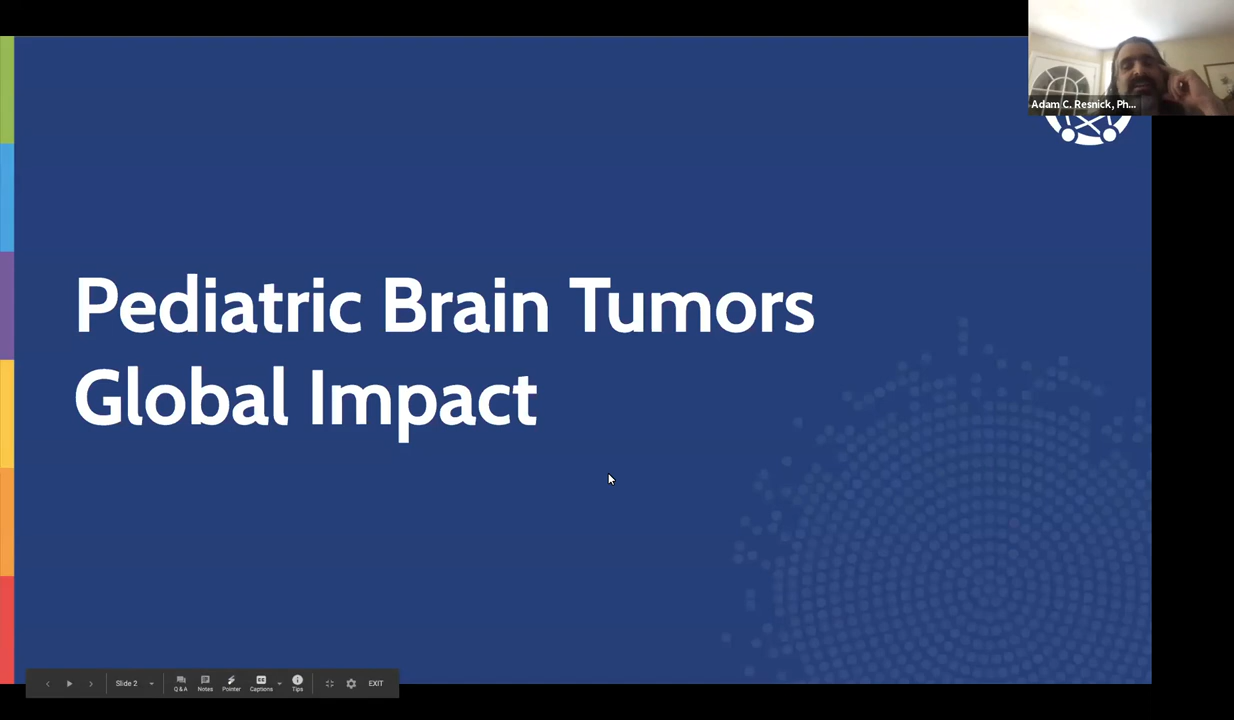 Adam C. Resnick, Ph...
Pediatric Brain Tumors
Global Impact
Slide 2
Q&A
Notes
Pointer
Captions
Tips
EXIT